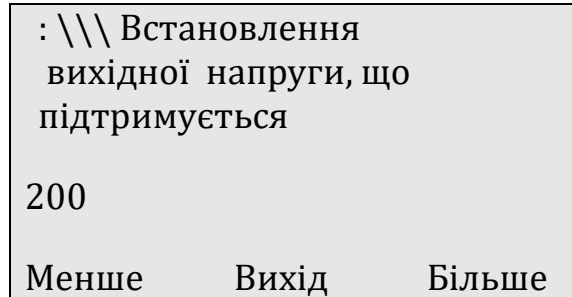 : \\\ Встановлення
вихідної напруги, що
підтримується
200
Менше Вихід Більше